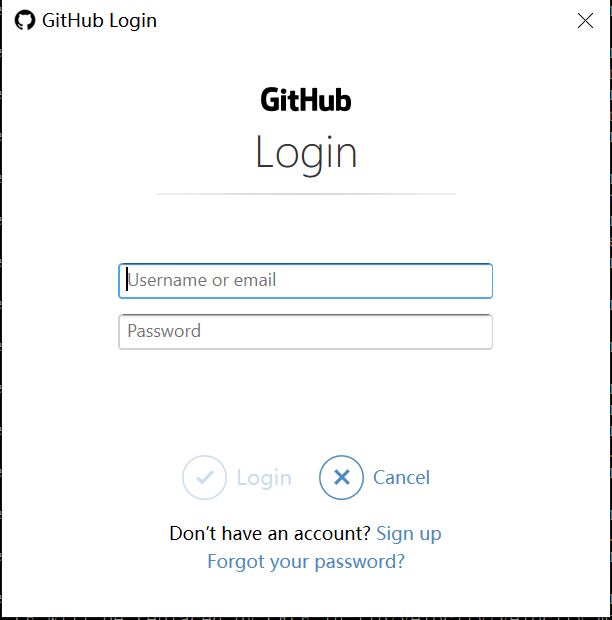 GitHub Login
GitHub
Login
Username or email
Password
Login Cancel
Don't have an account? Sign up
Forgot your password?